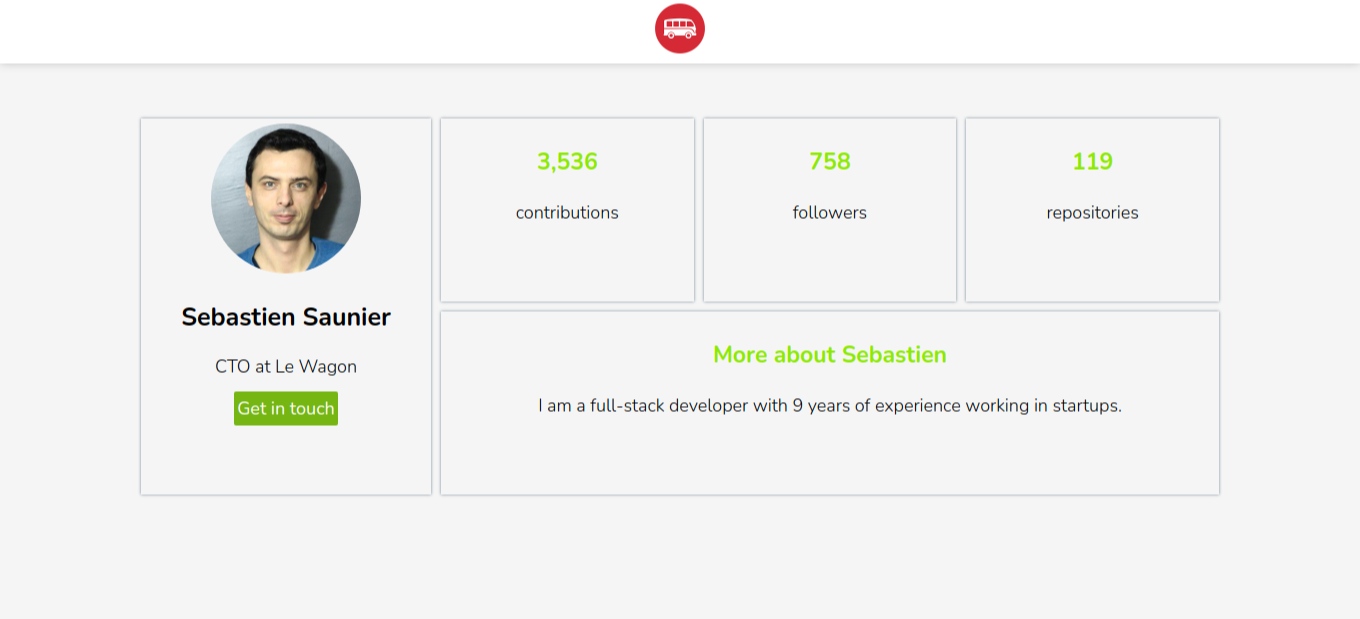 Sebastien Saunier
CTO at Le Wagon
Get in touch
3,536
contributions
758
followers
119
repositories
More about Sebastien
I am a full-stack developer with 9 years of experience working in startups.